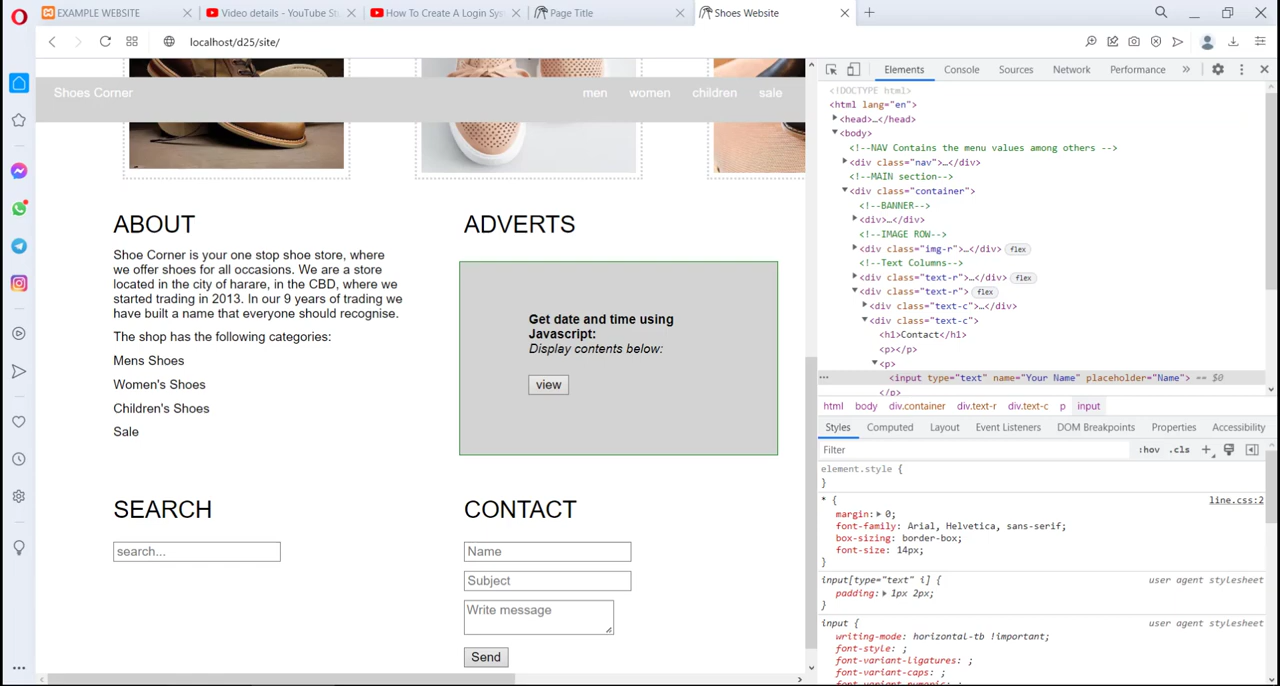 EXAMPLE WEBSITE
Video details - YouTube St
How To Create A Login Sys
Page Title
Shoes Website
localhost/d25/site/
Shoes Corner
men
women
children
sale
ABOUT
Shoe Corner is your one stop shoe store, where
we offer shoes for all occasions. We are a store
located in the city of harare, in the CBD, where we
started trading in 2013. In our 9 years of trading we
have built a name that everyone should recognise.
The shop has the following categories:
Mens Shoes
Women's Shoes
Children's Shoes
Sale
ADVERTS
Get date and time using
Javascript:
Display contents below:
view
SEARCH
search...
CONTACT
Name
Subject
Write message
Send
Elements
Console
Sources
Network
Performance
<!DOCTYPE html>
<html lang="en">
<head>…</head>
<body>
<!--NAV Contains the menu values among others -->
<div class="nav">…</div>
<!--MAIN section-->
<div class="container">
<!--BANNER-->
<div>…</div>
<!--IMAGE ROW-->
<div class="img-r">…</div> flex
<!--Text Columns-->
<div class="text-r">…</div> flex
<div class="text-r"> flex
<div class="text-c">…</div>
<div class="text-c">
<h1>Contact</h1>
<p></p>
<p>
<input type="text" name="Your Name" placeholder="Name"> == $0
</p>
html body div.container div.text-r div.text-c p input
Styles Computed Layout Event Listeners DOM Breakpoints Properties Accessibility
Filter
:hov .cls
element.style {
}
* { line.css:2
margin: 0;
font-family: Arial, Helvetica, sans-serif;
box-sizing: border-box;
font-size: 14px;
}
input[type="text" i] { user agent stylesheet
padding: 1px 2px;
}
input { user agent stylesheet
writing-mode: horizontal-tb !important;
font-style: ;
font-variant-ligatures: ;
font-variant-caps: ;
font-variant-numeric: ;